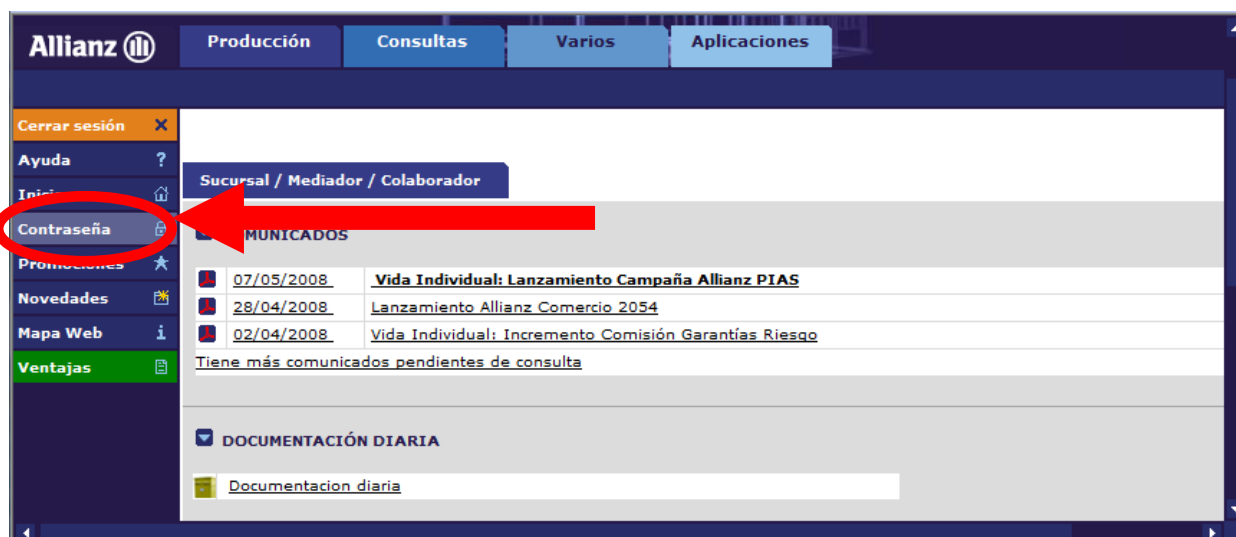 Allianz
Producción
Consultas
Varios
Aplicaciones
Cerrar sesión
Ayuda ?
Contraseña
Promociones
Novedades
Mapa Web i
Ventajas
Sucursal / Mediador / Colaborador
07/05/2008 Vida Individual: Lanzamiento Campaña Allianz PIAS
28/04/2008 Lanzamiento Allianz Comercio 2054
02/04/2008 Vida Individual: Incremento Comisión Garantías Riesgo
Tiene más comunicados pendientes de consulta
DOCUMENTACIÓN DIARIA
Documentacion diaria